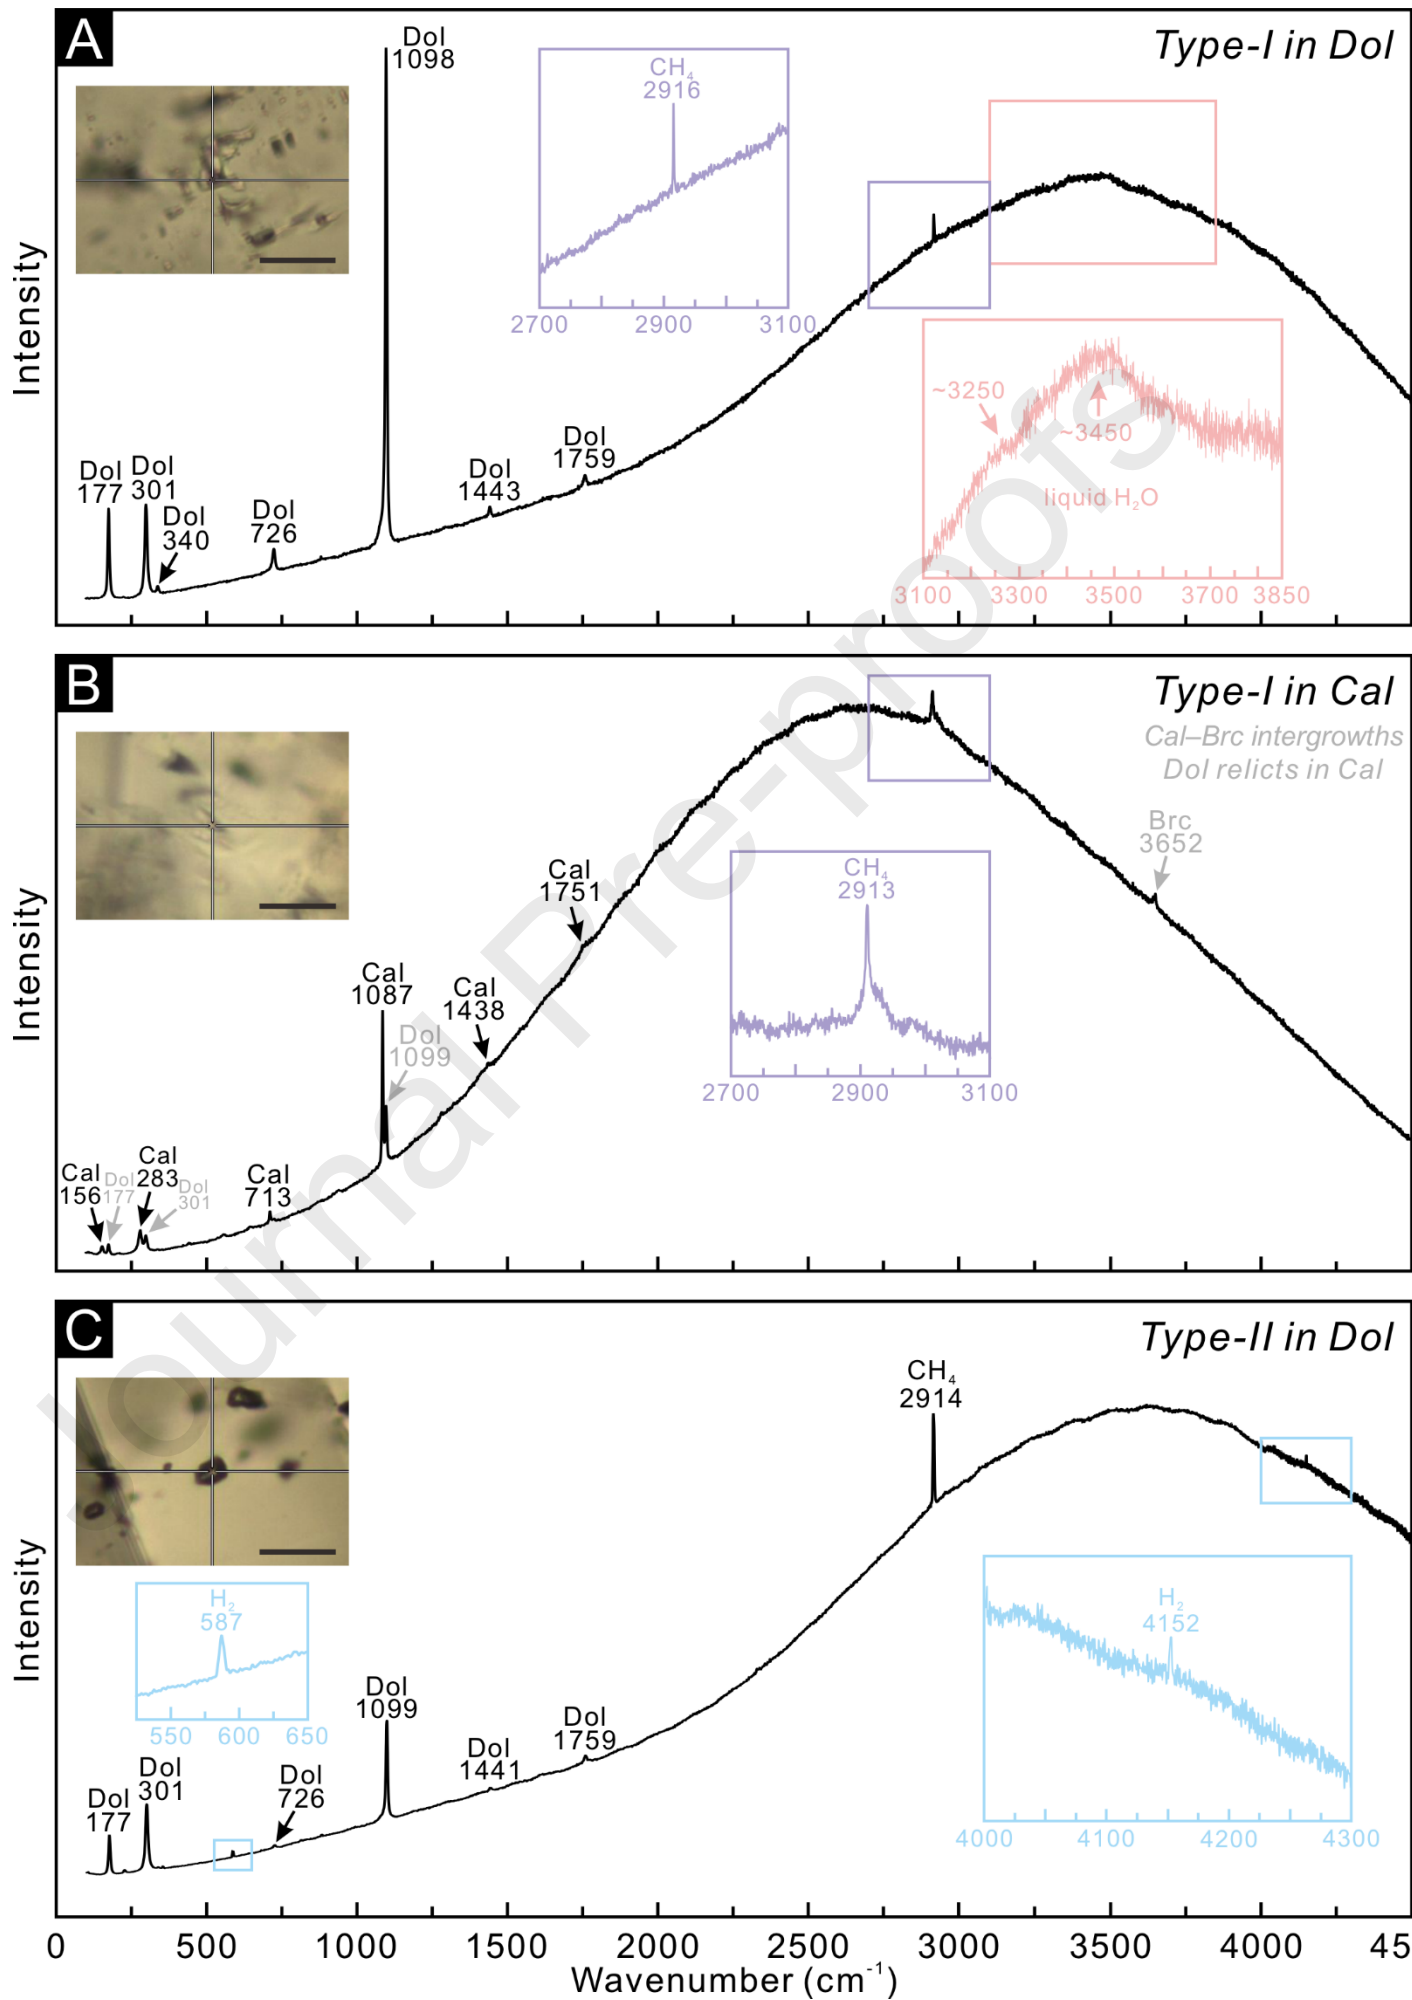 A
Type-I in Dol
Dol
1098
CH₄
2916
2700 2900 3100
Intensity
Dol
177
Dol
301
Dol
340
Dol
726
Dol
1443
Dol
1759
~3250
~3450
liquid H₂O
3100 3300 3500 3700 3850
B
Type-I in Cal
Cal–Brc intergrowths
Dol relicts in Cal
Brc
3652
CH₄
2913
2700 2900 3100
Intensity
Cal
1751
Cal
1087
Cal
1438
Dol
1099
Cal
156
Dol
177
Cal
283
Dol
301
Cal
713
C
Type-II in Dol
CH₄
2914
Intensity
H₂
587
550 600 650
H₂
4152
4000 4100 4200 4300
Dol
1099
Dol
177
Dol
301
Dol
726
Dol
1441
Dol
1759
0 500 1000 1500 2000 2500 3000 3500 4000 450
Wavenumber (cm⁻¹)
Journal Pre-proofs